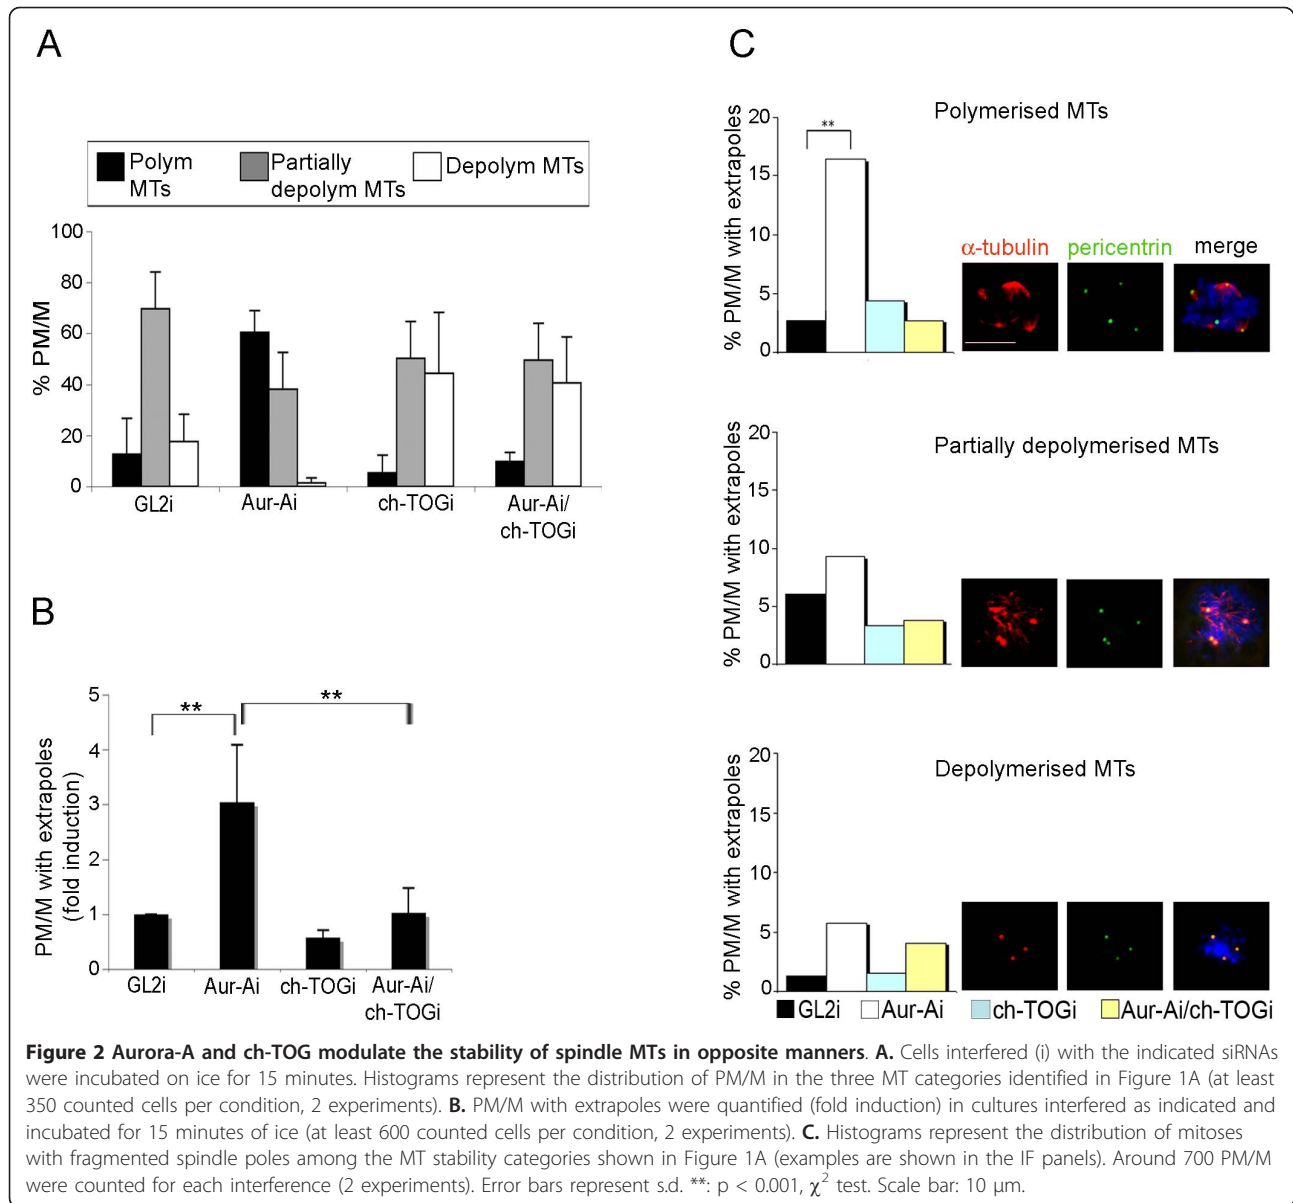 A
Polym MTs
Partially depolym MTs
Depolym MTs
% PM/M
100
80
60
40
20
0
GL2i
Aur-Ai
ch-TOGi
Aur-Ai/
ch-TOGi
B
PM/M with extrapoles
(fold induction)
5
4
3
2
1
0
**
**
GL2i
Aur-Ai
ch-TOGi
Aur-Ai/
ch-TOGi
C
Polymerised MTs
% PM/M with extrapoles
20
15
10
5
0
**
α-tubulin
pericentrin
merge
Partially depolymerised MTs
% PM/M with extrapoles
20
15
10
5
0
Depolymerised MTs
% PM/M with extrapoles
20
15
10
5
0
GL2i
Aur-Ai
ch-TOGi
Aur-Ai/ch-TOGi
Figure 2 Aurora-A and ch-TOG modulate the stability of spindle MTs in opposite manners. A. Cells interfered (i) with the indicated siRNAs
were incubated on ice for 15 minutes. Histograms represent the distribution of PM/M in the three MT categories identified in Figure 1A (at least
350 counted cells per condition, 2 experiments). B. PM/M with extrapoles were quantified (fold induction) in cultures interfered as indicated and
incubated for 15 minutes of ice (at least 600 counted cells per condition, 2 experiments). C. Histograms represent the distribution of mitoses
with fragmented spindle poles among the MT stability categories shown in Figure 1A (examples are shown in the IF panels). Around 700 PM/M
were counted for each interference (2 experiments). Error bars represent s.d. **: p < 0.001, χ² test. Scale bar: 10 μm.